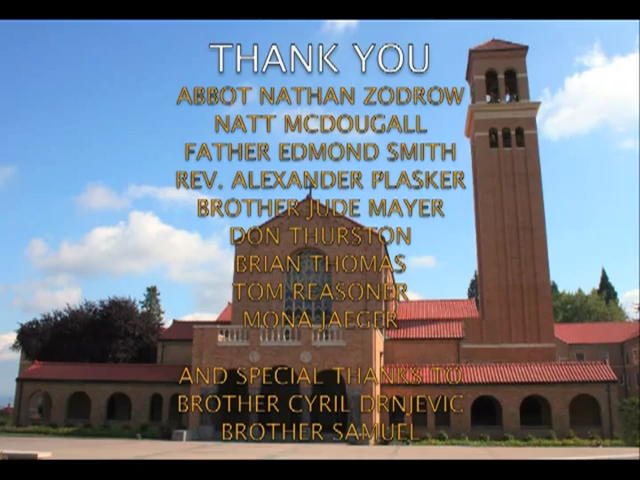 THANK YOU
ABBOT NATHAN ZODROW
NATT MCDOUGALL
FATHER EDMOND SMITH
REV. ALEXANDER PLASKER
BROTHER JUDE MAYER
DON THURSTON
BRIAN THOMAS
TOM REASONER
MONA JAEGER
AND SPECIAL THANKS TO
BROTHER CYRIL DRNJEVIC
BROTHER SAMUEL